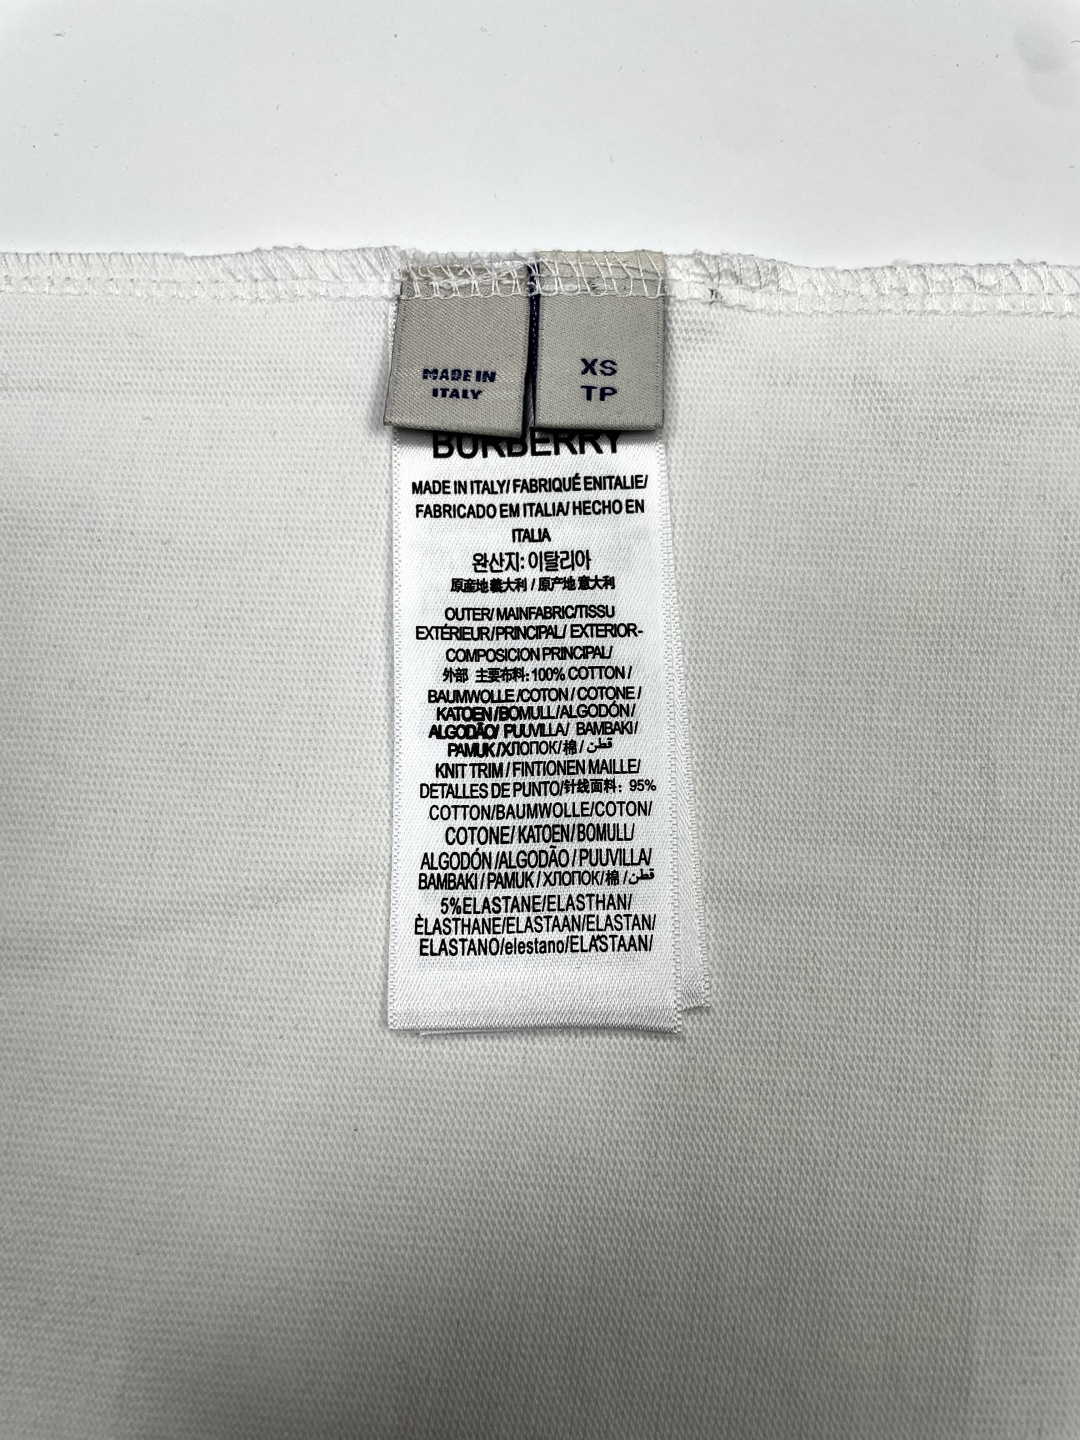 MADE IN
ITALY
XS
TP
BURBERRY
MADE IN ITALY/ FABRIQUÉ ENITALIE/
FABRICADO EM ITALIA/ HECHO EN
ITALIA
완산지: 이탈리아
原産地義大利 / 原产地意大利
OUTER/ MAINFABRIC/TISSU
EXTÉRIEUR/PRINCIPAL/ EXTERIOR-
COMPOSICION PRINCIPAL/
外部 主要布料: 100% COTTON /
BAUMWOLLE /COTON / COTONE /
KATOEN /BOMULL/ALGODÓN /
ALGODÃO/ PUUVILLA/ BAMBAKI /
PAMUK /ХЛОПОК/ 棉 / قطن
KNIT TRIM / FINTIONEN MAILLE/
DETALLES DE PUNTO/针线面料: 95%
COTTON/BAUMWOLLE/COTON/
COTONE/ KATOEN / BOMULL/
ALGODÓN /ALGODÃO / PUUVILLA/
BAMBAKI / PAMUK / ХЛОПОК/棉 / قطن
5%ELASTANE/ELASTHAN/
ÈLASTHANE/ELASTAAN/ELASTAN/
ELASTANO/elestano/ELASTAAN/